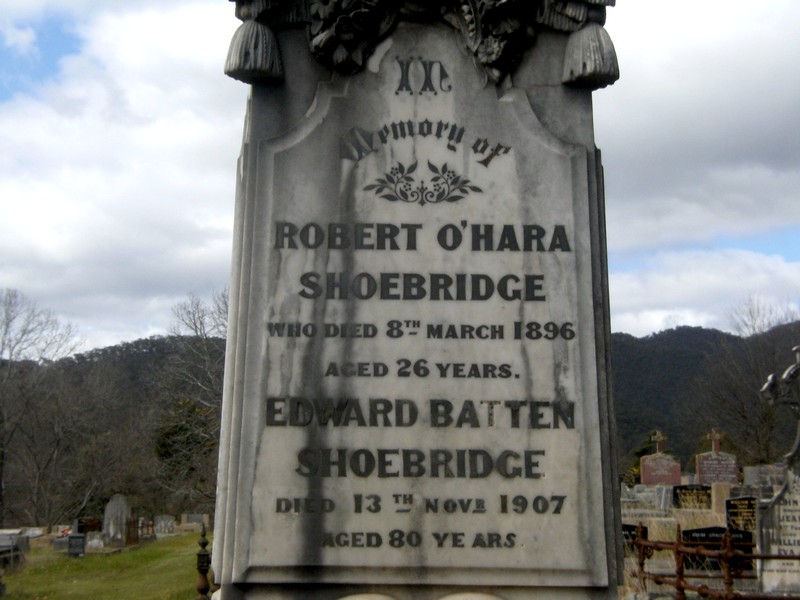 In
Memory of
ROBERT O'HARA
SHOEBRIDGE
WHO DIED 8TH MARCH 1896
AGED 26 YEARS.
EDWARD BATTEN
SHOEBRIDGE
DIED 13TH NOVR 1907
AGED 80 YEARS.